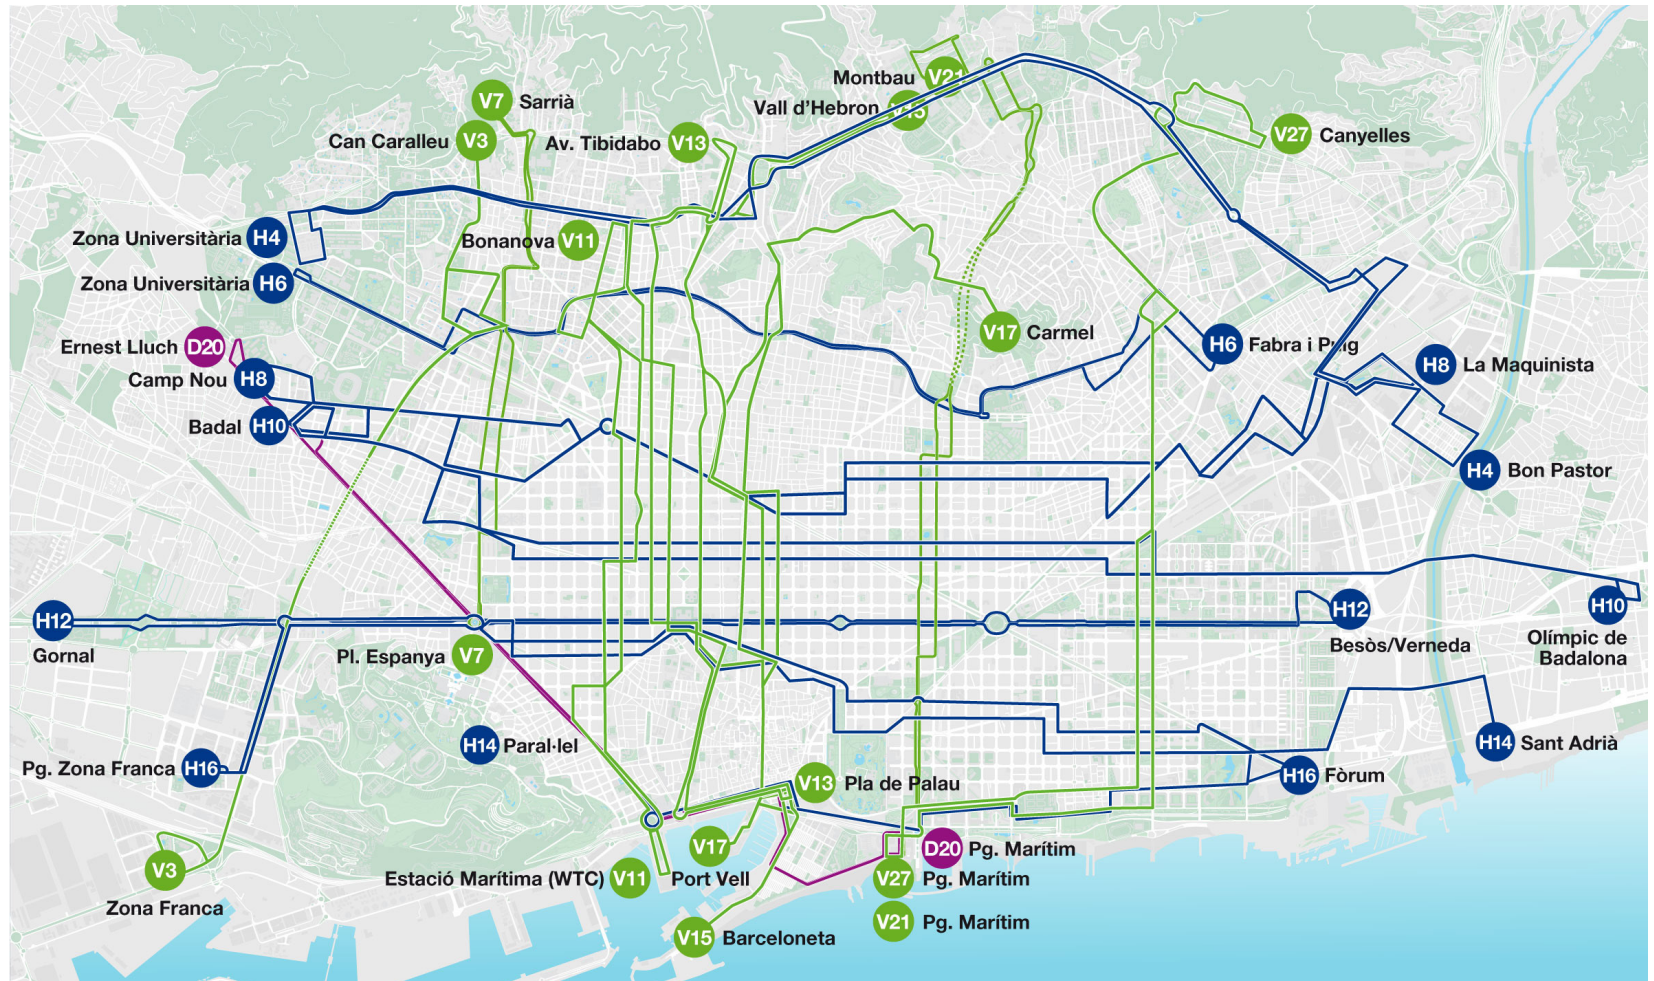 Montbau V21
V7 Sarrià
Vall d'Hebron V15
Can Caralleu V3
Av. Tibidabo V13
V27 Canyelles
Zona Universitària H4
Bonanova V11
Zona Universitària H6
V17 Carmel
H6 Fabra i Puig
Ernest Lluch D20
Camp Nou H8
H8 La Maquinista
Badal H10
H4 Bon Pastor
H12
Gornal
H12
Besòs/Verneda
H10
Olímpic de
Badalona
Pl. Espanya V7
H14 Paral·lel
H14 Sant Adrià
Pg. Zona Franca H16
H16 Fòrum
V13 Pla de Palau
V3
Zona Franca
V17
Port Vell
D20 Pg. Marítim
Estació Marítima (WTC) V11
V27 Pg. Marítim
V21 Pg. Marítim
V15 Barceloneta